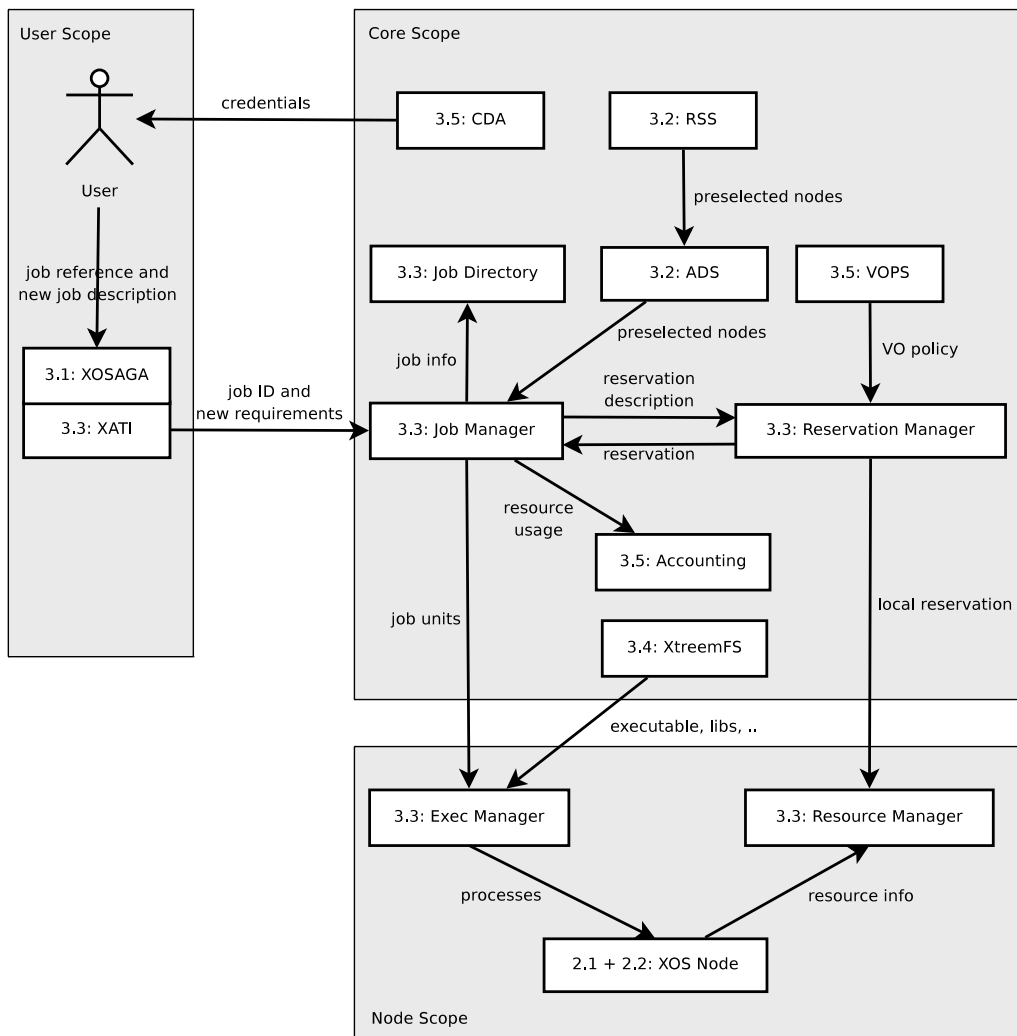 User Scope
Core Scope
credentials
3.5: CDA
3.2: RSS
User
preselected nodes
job reference and
new job description
3.3: Job Directory
3.2: ADS
3.5: VOPS
preselected nodes
job info
VO policy
3.1: XOSAGA
3.3: XATI
job ID and
new requirements
reservation
description
3.3: Job Manager
3.3: Reservation Manager
reservation
resource
usage
3.5: Accounting
job units
local reservation
3.4: XtreemFS
executable, libs, ..
3.3: Exec Manager
3.3: Resource Manager
processes
resource info
2.1 + 2.2: XOS Node
Node Scope